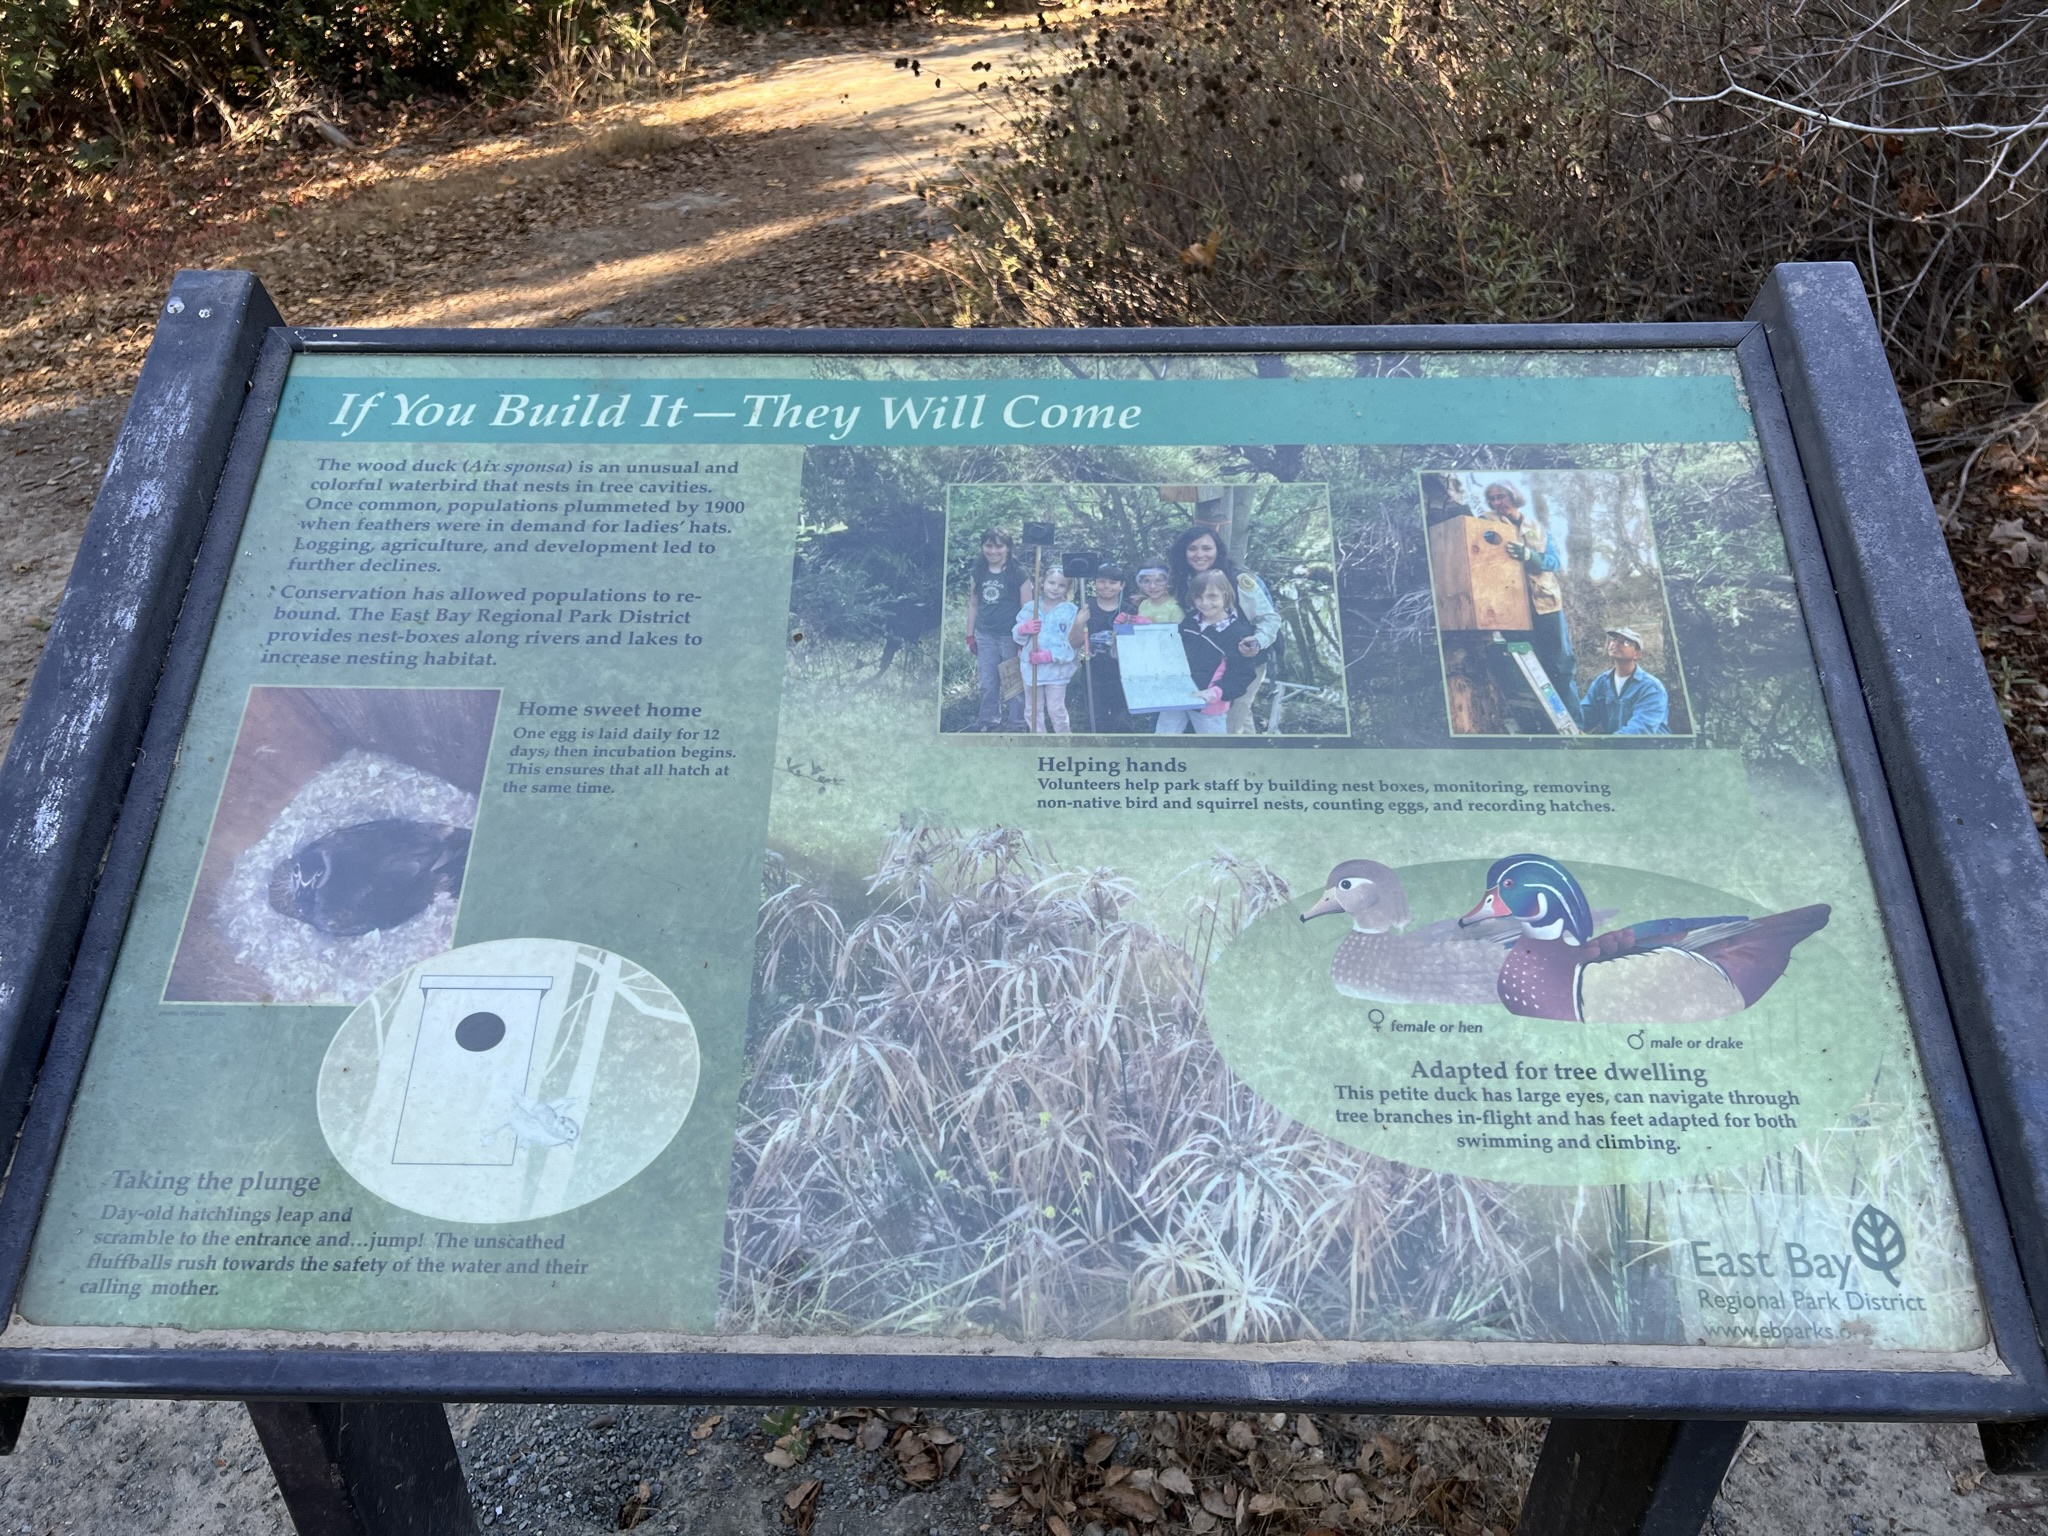 If You Build It—They Will Come
The wood duck (Aix sponsa) is an unusual and
colorful waterbird that nests in tree cavities.
Once common, populations plummeted by 1900
when feathers were in demand for ladies' hats.
Logging, agriculture, and development led to
further declines.
Conservation has allowed populations to re-
bound. The East Bay Regional Park District
provides nest-boxes along rivers and lakes to
increase nesting habitat.
Home sweet home
One egg is laid daily for 12
days, then incubation begins.
This ensures that all hatch at
the same time.
Taking the plunge
Day-old hatchlings leap and
scramble to the entrance and...jump! The unscathed
fluffballs rush towards the safety of the water and their
calling mother.
Helping hands
Volunteers help park staff by building nest boxes, monitoring, removing
non-native bird and squirrel nests, counting eggs, and recording hatches.
♀ female or hen
♂ male or drake
Adapted for tree dwelling
This petite duck has large eyes, can navigate through
tree branches in-flight and has feet adapted for both
swimming and climbing.
East Bay
Regional Park District
www.ebparks.o